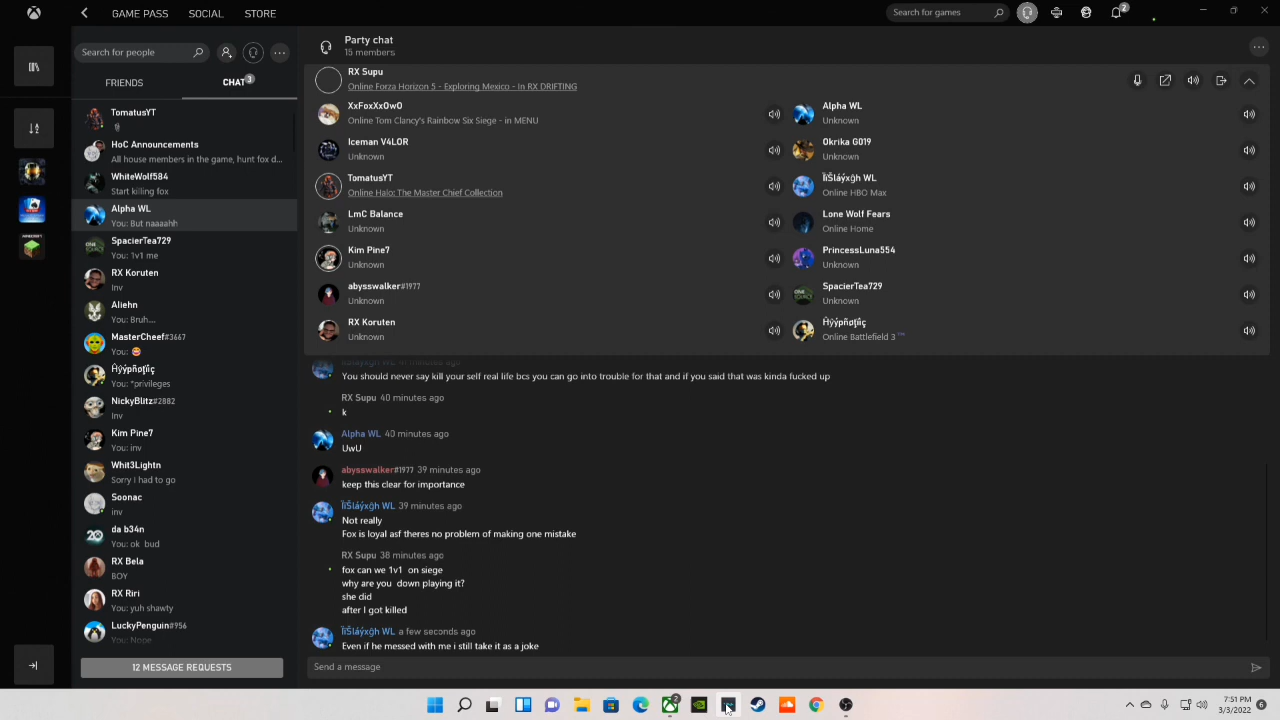 GAME PASS SOCIAL STORE
Search for games
2
Search for people
FRIENDS CHAT 3
TomatusYT
HoC Announcements
All house members in the game, hunt fox d...
WhiteWolf584
Start killing fox
Alpha WL
You: But naaaahh
SpacierTea729
You: 1v1 me
RX Koruten
Inv
Aliehn
You: Bruh....
MasterCheef#3667
You: 😂
You: *privileges
NickyBlitz#2882
Inv
Kim Pine7
You: inv
Whit3Lightn
Sorry I had to go
Soonac
inv
da b34n
You: ok bud
RX Bela
BOY
RX Riri
You: yuh shawty
LuckyPenguin#956
You: Nope
12 MESSAGE REQUESTS
Party chat
15 members
RX Supu
Online Forza Horizon 5 - Exploring Mexico - In RX DRIFTING
XxFoxXxOwO
Online Tom Clancy's Rainbow Six Siege - in MENU
Alpha WL
Unknown
Iceman V4LOR
Unknown
Okrika G019
Unknown
TomatusYT
Online Halo: The Master Chief Collection
Online HBO Max
LmC Balance
Unknown
Lone Wolf Fears
Online Home
Kim Pine7
Unknown
PrincessLuna554
Unknown
abysswalker#1977
Unknown
SpacierTea729
Unknown
RX Koruten
Unknown
Online Battlefield 3 ™
You should never say kill your self real life bcs you can go into trouble for that and if you said that was kinda fucked up
RX Supu 40 minutes ago
k
Alpha WL 40 minutes ago
UwU
abysswalker#1977 39 minutes ago
keep this clear for importance
WL 39 minutes ago
Not really
Fox is loyal asf theres no problem of making one mistake
RX Supu 38 minutes ago
fox can we 1v1 on siege
why are you down playing it?
she did
after I got killed
WL a few seconds ago
Even if he messed with me i still take it as a joke
Send a message
2
7:51 PM
3/3/2022
6